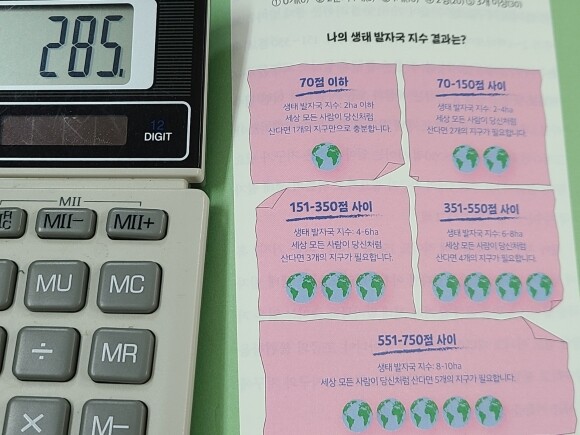 285.
12
DIGIT
MII
MII−
MII+
MU
MC
÷
MR
×
M−
나의 생태 발자국 지수 결과는?
70점 이하
생태 발자국 지수: 2ha 이하
세상 모든 사람이 당신처럼
산다면 1개의 지구만으로 충분합니다.
70-150점 사이
생태 발자국 지수: 2-4ha
세상 모든 사람이 당신처럼
산다면 2개의 지구가 필요합니다.
151-350점 사이
생태 발자국 지수: 4-6ha
세상 모든 사람이 당신처럼
산다면 3개의 지구가 필요합니다.
351-550점 사이
생태 발자국 지수: 6-8ha
세상 모든 사람이 당신처럼
산다면 4개의 지구가 필요합니다.
551-750점 사이
생태 발자국 지수: 8-10ha
세상 모든 사람이 당신처럼 산다면 5개의 지구가 필요합니다.